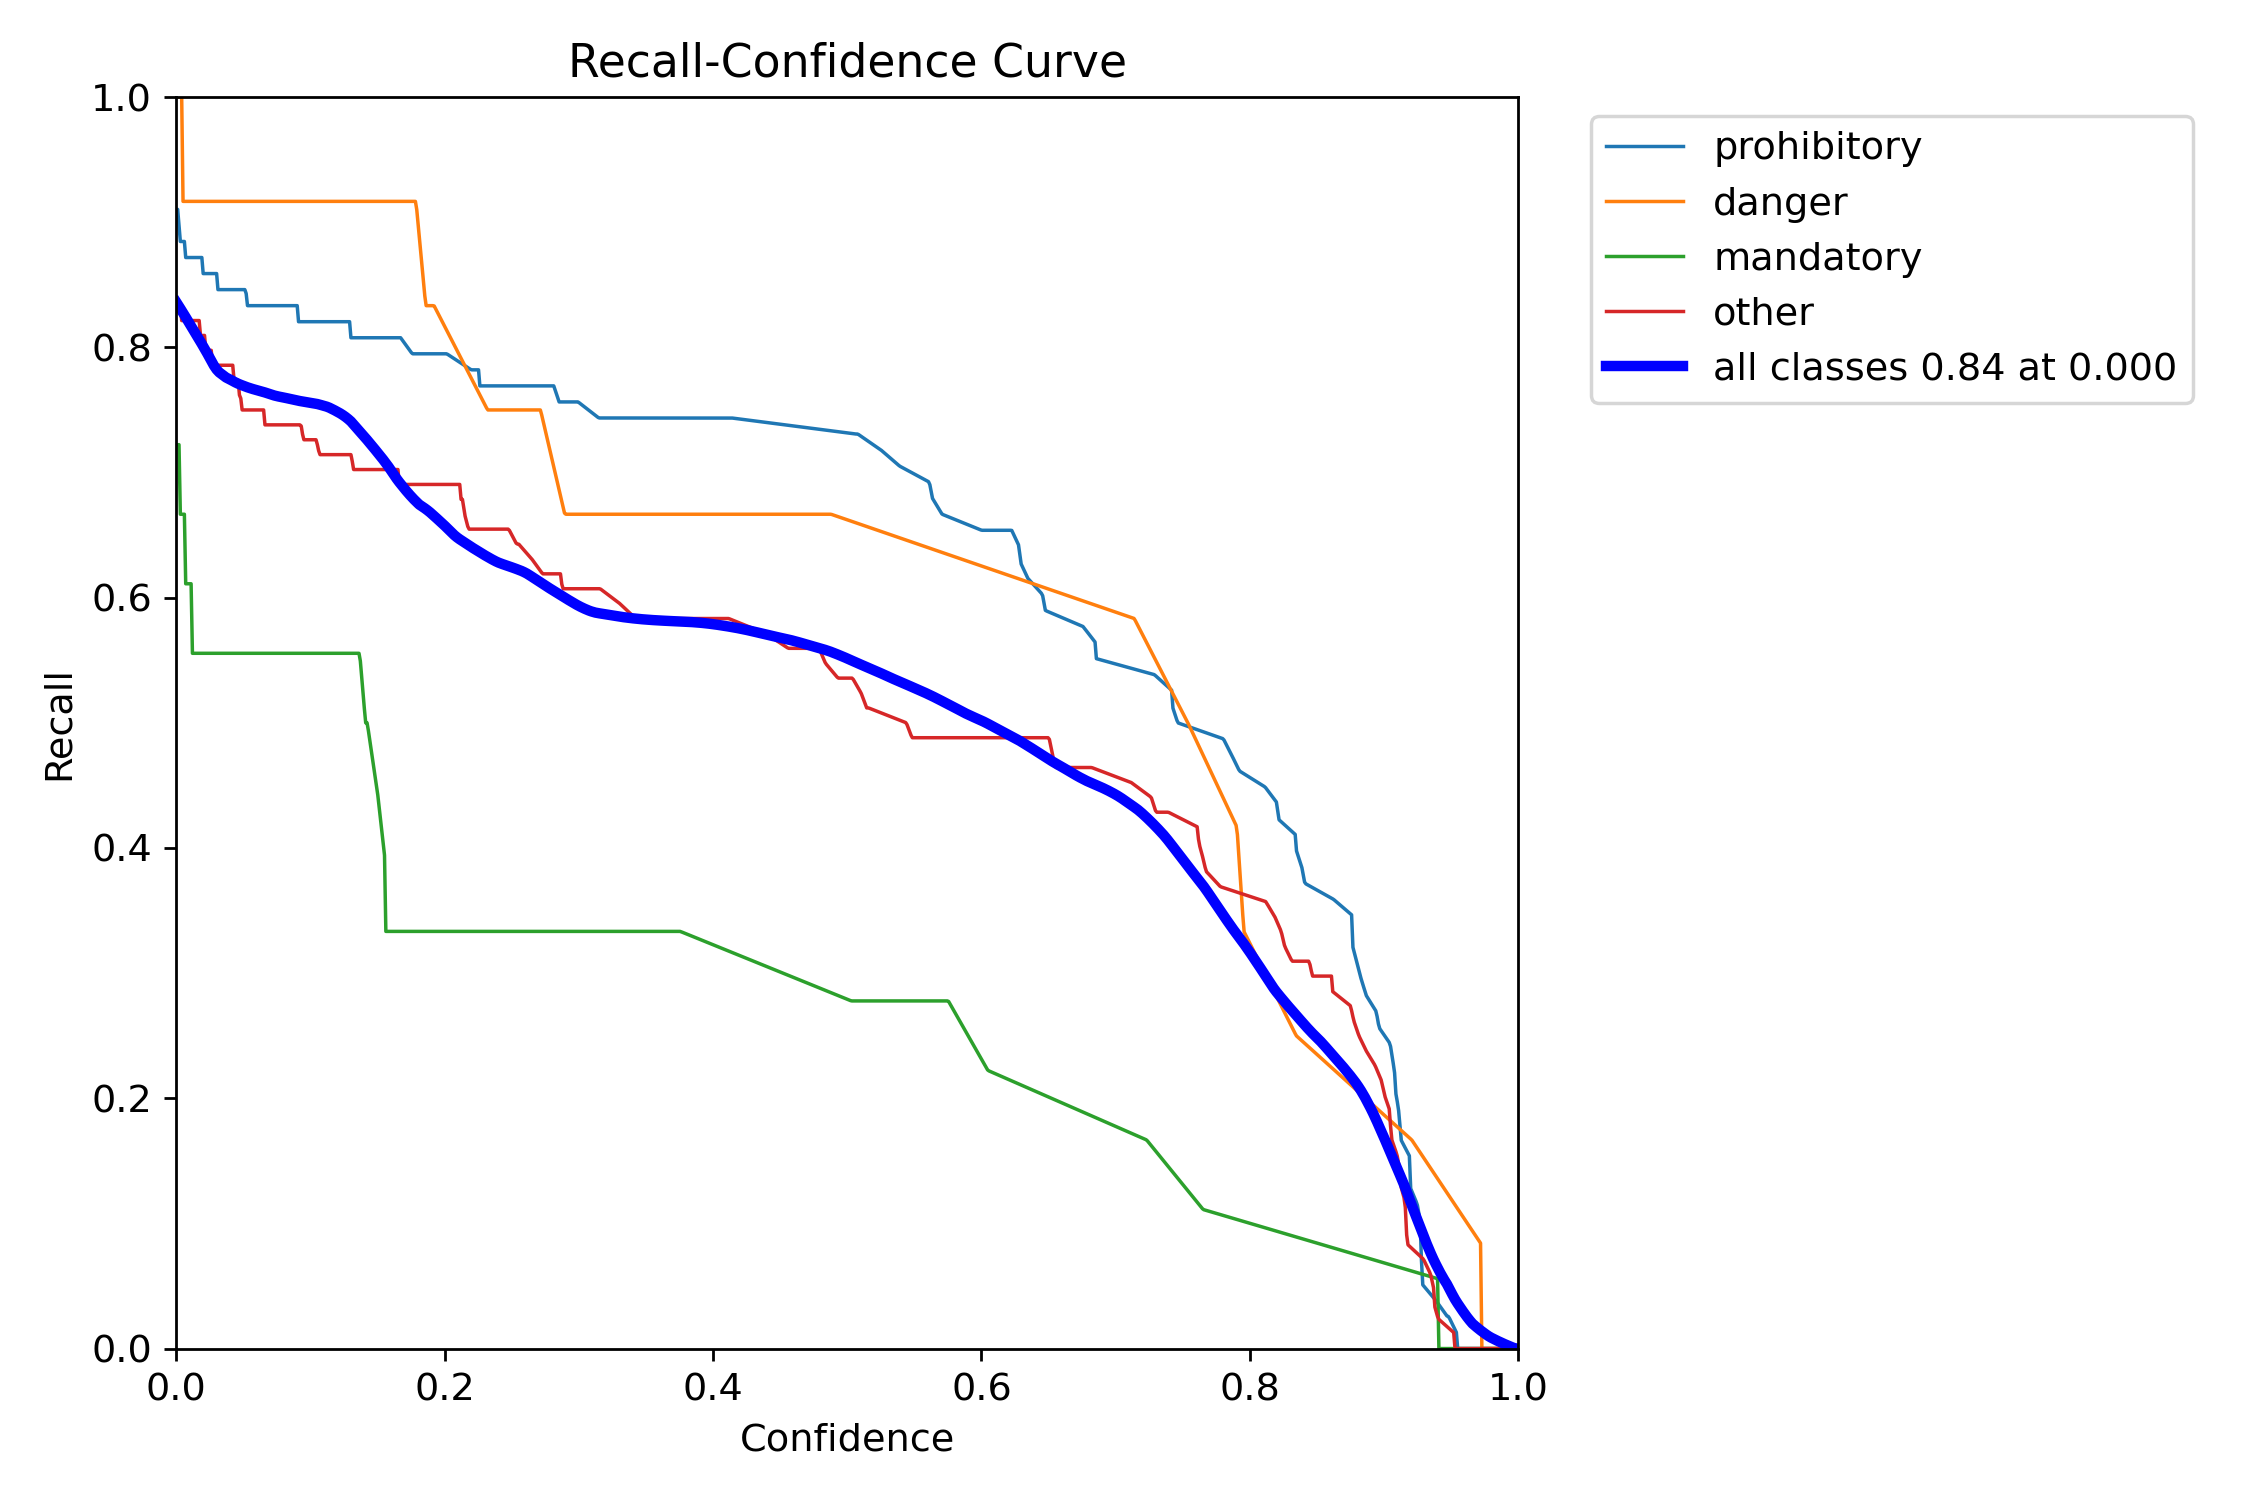 Recall-Confidence Curve
1.0
0.8
0.6
0.4
0.2
0.0
Recall
0.0 0.2 0.4 0.6 0.8 1.0
Confidence
prohibitory
danger
mandatory
other
all classes 0.84 at 0.000